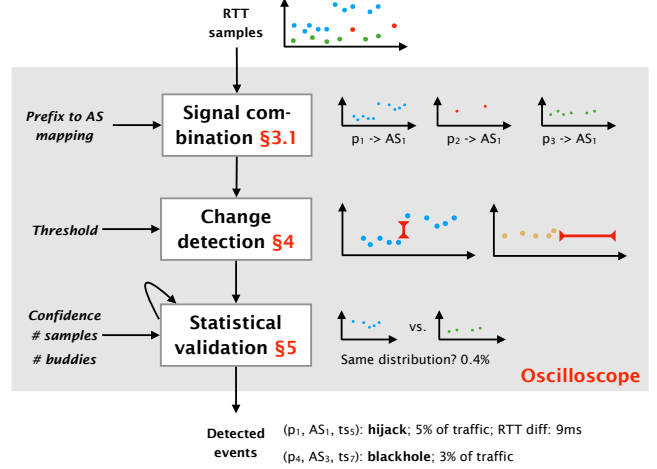 RTT
samples
Prefix to AS
mapping
Signal com-
bination §3.1
p1 -> AS1
p2 -> AS1
p3 -> AS1
Threshold
Change
detection §4
Confidence
# samples
# buddies
Statistical
validation §5
vs.
Same distribution? 0.4%
Oscilloscope
Detected
events
(p1, AS1, ts5): hijack; 5% of traffic; RTT diff: 9ms
(p4, AS3, ts7): blackhole; 3% of traffic